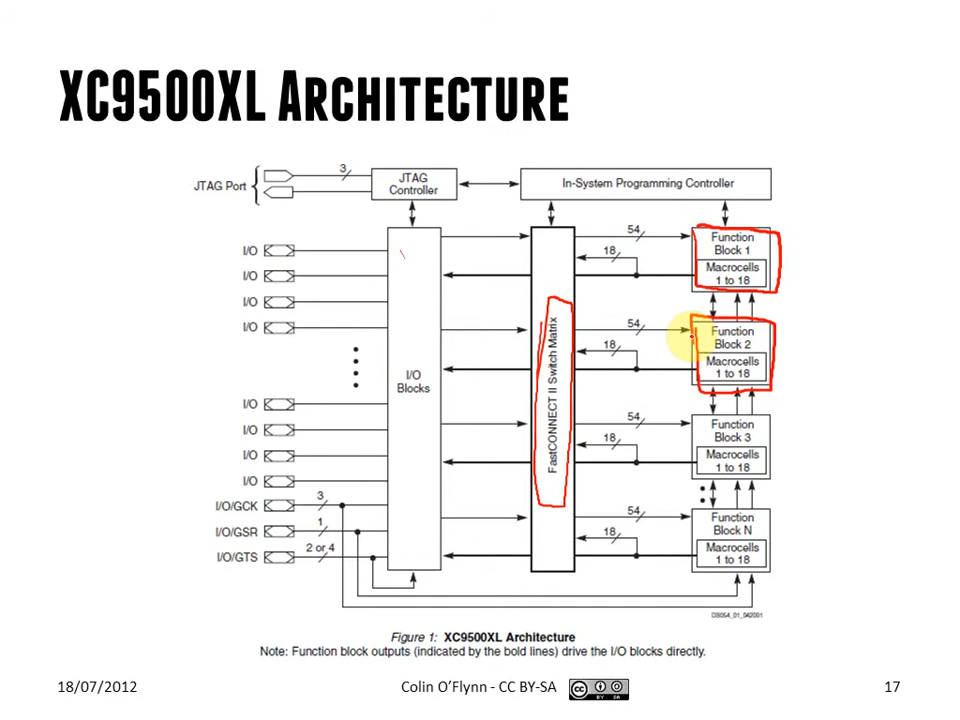 XC9500XL ARCHITECTURE
JTAG Port
3
JTAG
Controller
In-System Programming Controller
I/O
I/O
I/O
I/O
I/O
I/O
I/O
I/O
I/O/GCK
3
I/O/GSR
1
I/O/GTS
2 or 4
I/O
Blocks
FastCONNECT II Switch Matrix
54
18
Function
Block 1
Macrocells
1 to 18
54
18
Function
Block 2
Macrocells
1 to 18
54
18
Function
Block 3
Macrocells
1 to 18
54
18
Function
Block N
Macrocells
1 to 18
DS054_01_042001
Figure 1: XC9500XL Architecture
Note: Function block outputs (indicated by the bold lines) drive the I/O blocks directly.
18/07/2012
Colin O’Flynn - CC BY-SA
cc
BY SA
17